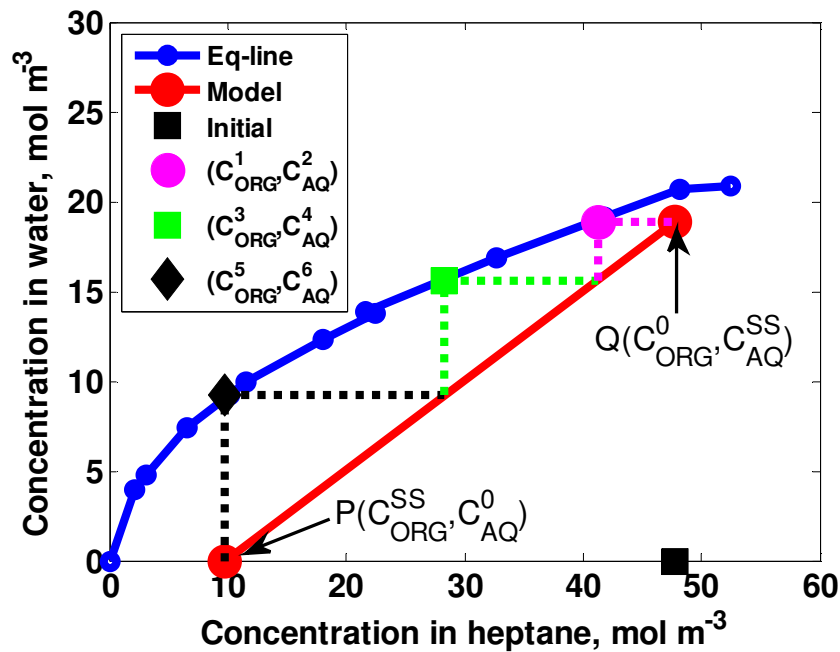 30
25
20
15
10
5
0
Concentration in water, mol m⁻³
Eq-line
Model
Initial
(C¹ORG,C²AQ)
(C³ORG,C⁴AQ)
(C⁵ORG,C⁶AQ)
Q(C⁰ORG,CˢˢAQ)
P(CˢˢORG,C⁰AQ)
0 10 20 30 40 50 60
Concentration in heptane, mol m⁻³